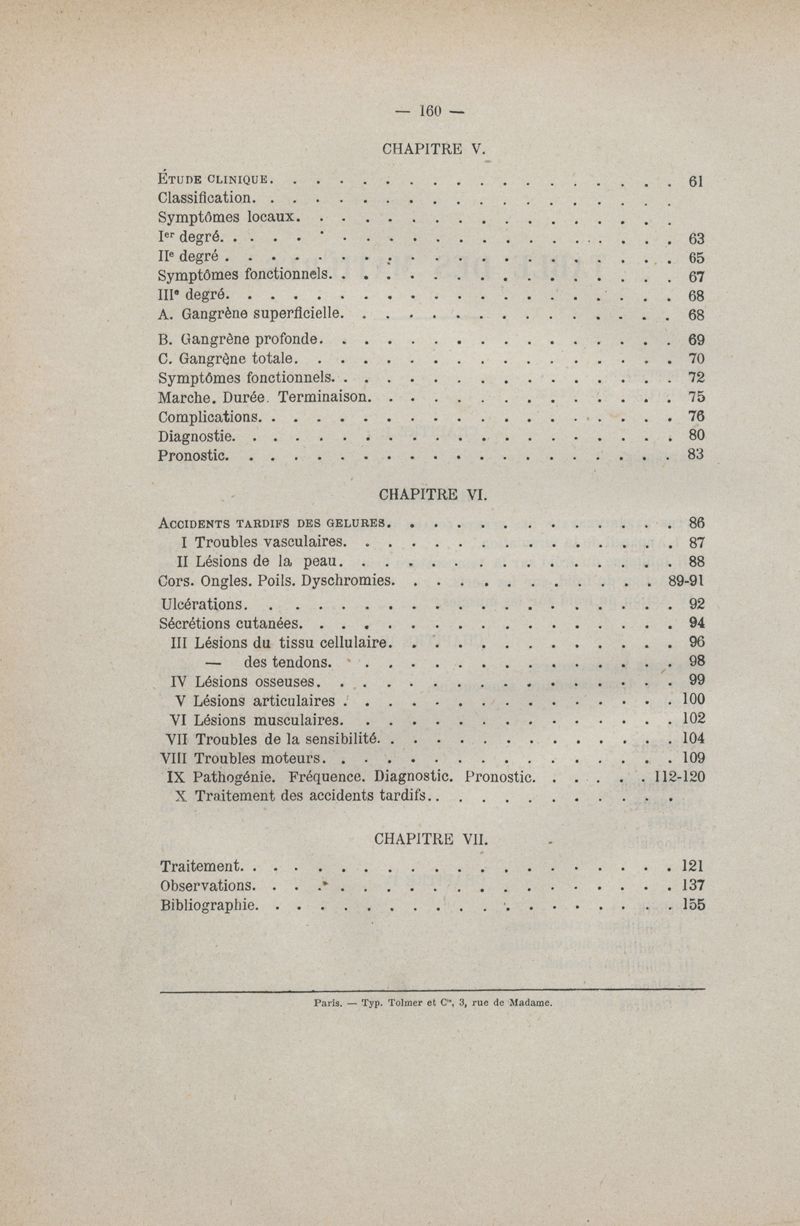 — 160 —
CHAPITRE V.
ÉTUDE CLINIQUE. . . . . . . . . . . . . . . . . . 61
Classification. . . . . . . . . . . . . . . . . . .
Symptômes locaux. . . . . . . . . . . . . . . . .
Ier degré. . . . . . . . . . . . . . . . . . . . 63
IIe degré . . . . . . . . . . . . . . . . . . . . 65
Symptômes fonctionnels. . . . . . . . . . . . . . . . 67
IIIe degré. . . . . . . . . . . . . . . . . . . . 68
A. Gangrène superficielle. . . . . . . . . . . . . . . 68
B. Gangrène profonde. . . . . . . . . . . . . . . . 69
C. Gangrène totale. . . . . . . . . . . . . . . . . 70
Symptômes fonctionnels. . . . . . . . . . . . . . . . 72
Marche. Durée. Terminaison. . . . . . . . . . . . . . 75
Complications. . . . . . . . . . . . . . . . . . . 76
Diagnostie. . . . . . . . . . . . . . . . . . . . 80
Pronostic. . . . . . . . . . . . . . . . . . . . 83
CHAPITRE VI.
ACCIDENTS TARDIFS DES GELURES. . . . . . . . . . . . . 86
I Troubles vasculaires. . . . . . . . . . . . . . . 87
II Lésions de la peau. . . . . . . . . . . . . . . 88
Cors. Ongles. Poils. Dyschromies. . . . . . . . . . . . 89-91
Ulcérations. . . . . . . . . . . . . . . . . . . 92
Sécrétions cutanées. . . . . . . . . . . . . . . . . 94
III Lésions du tissu cellulaire. . . . . . . . . . . . . 96
— des tendons. . . . . . . . . . . . . . . 98
IV Lésions osseuses. . . . . . . . . . . . . . . . 99
V Lésions articulaires . . . . . . . . . . . . . . . 100
VI Lésions musculaires. . . . . . . . . . . . . . . 102
VII Troubles de la sensibilité. . . . . . . . . . . . . . 104
VIII Troubles moteurs. . . . . . . . . . . . . . . . 109
IX Pathogénie. Fréquence. Diagnostic. Pronostic. . . . . . 112-120
X Traitement des accidents tardifs. . . . . . . . . . . .
CHAPITRE VII.
Traitement. . . . . . . . . . . . . . . . . . . . 121
Observations. . . . . . . . . . . . . . . . . . . 137
Bibliographie. . . . . . . . . . . . . . . . . . . 155
Paris. — Typ. Tolmer et Cie, 3, rue de Madame.